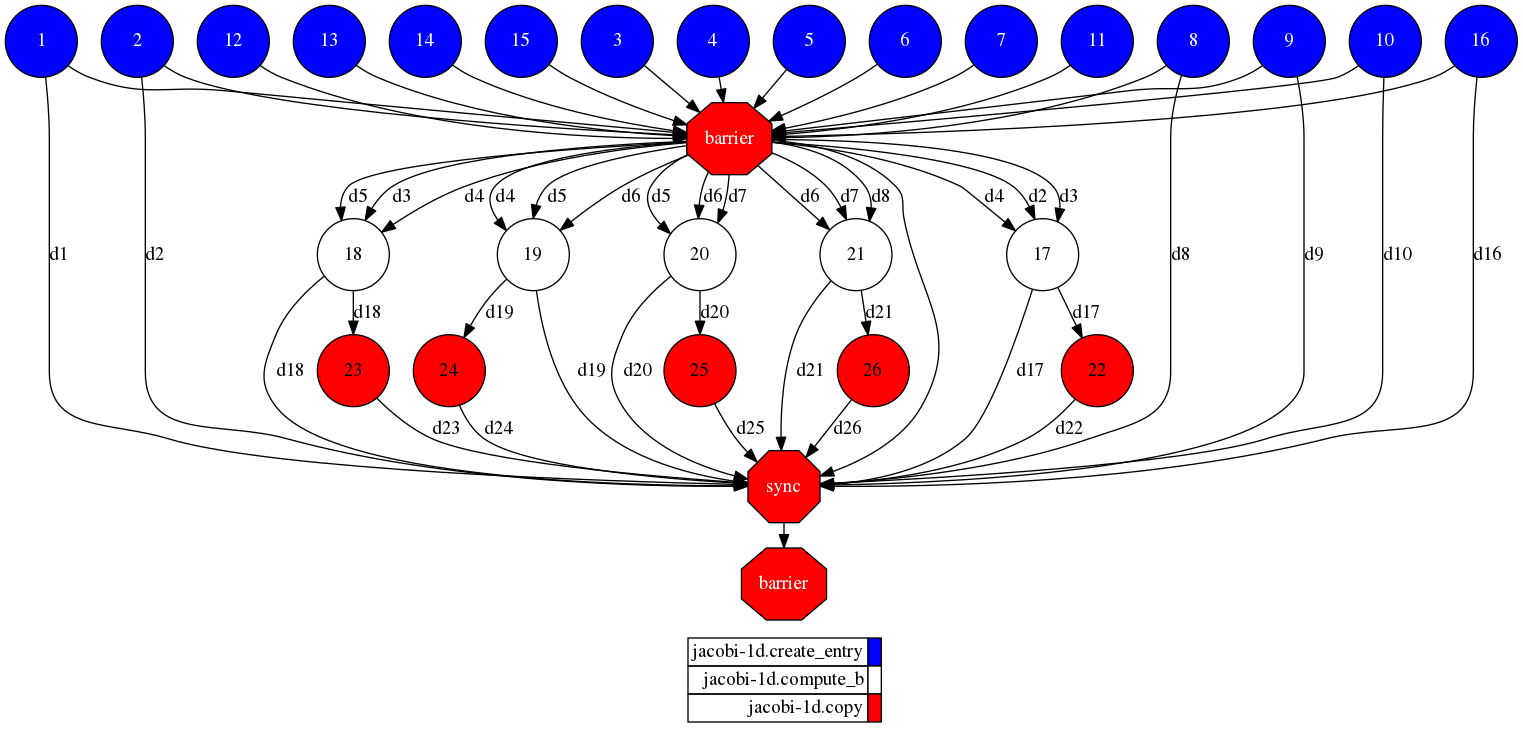 1 2 12 13 14 15 3 4 5 6 7 11 8 9 10 16
barrier
d5 d3 d4 d4 d5 d6 d5 d6 d7 d6 d7 d8 d4 d2 d3
d1 d2 18 19 20 21 17 d8 d9 d10 d16
d18 d19 d20 d21 d17
d18 23 24 d19 d20 25 d21 26 d17 22
d23 d24 d25 d26 d22
sync
barrier
jacobi-1d.create_entry
jacobi-1d.compute_b
jacobi-1d.copy